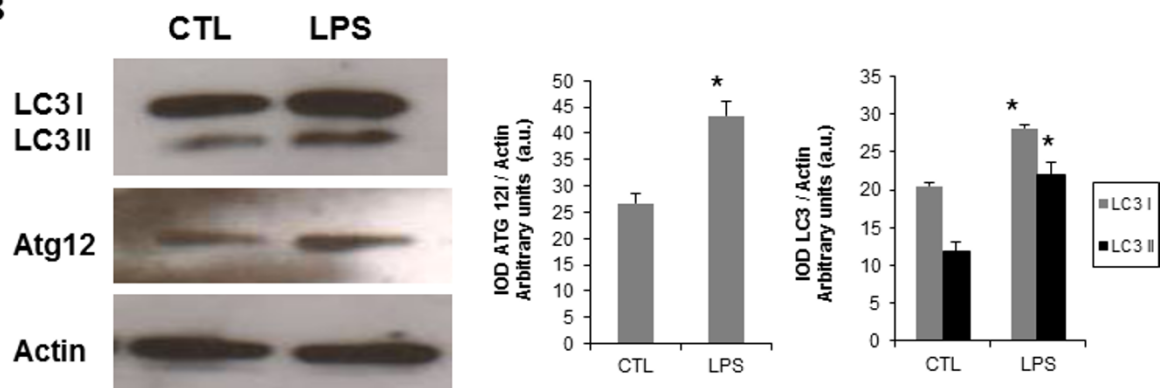 CTL LPS
LC3 I
LC3 II
Atg12
Actin
IOD ATG 12I / Actin
Arbitrary units (a.u.)
50
45
40
35
30
25
20
15
10
5
0
*
CTL LPS
IOD LC3 / Actin
Arbitrary units (a.u.)
35
30
25
20
15
10
5
0
*
*
CTL LPS
LC3 I
LC3 II